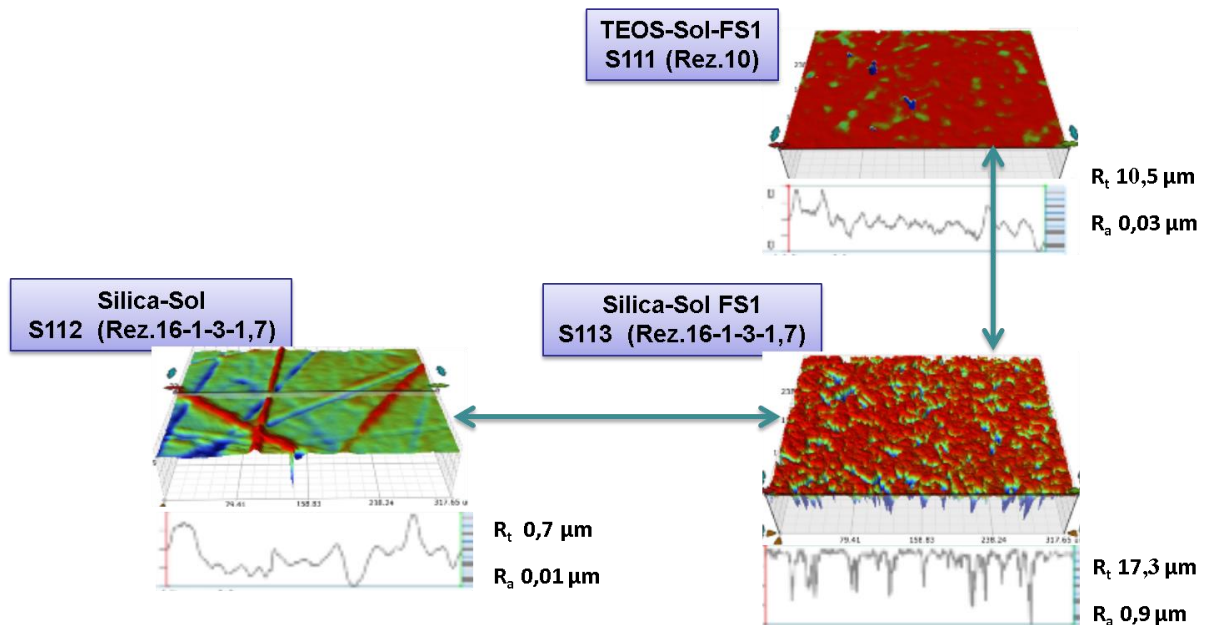 TEOS-Sol-FS1
S111 (Rez.10)
Rt 10,5 µm
Ra 0,03 µm
Silica-Sol
S112 (Rez.16-1-3-1,7)
Silica-Sol FS1
S113 (Rez.16-1-3-1,7)
79.41 158.83 238.24 317.65 u
79.41 158.83 238.24 317.65 u
Rt 0,7 µm
Ra 0,01 µm
Rt 17,3 µm
Ra 0,9 µm